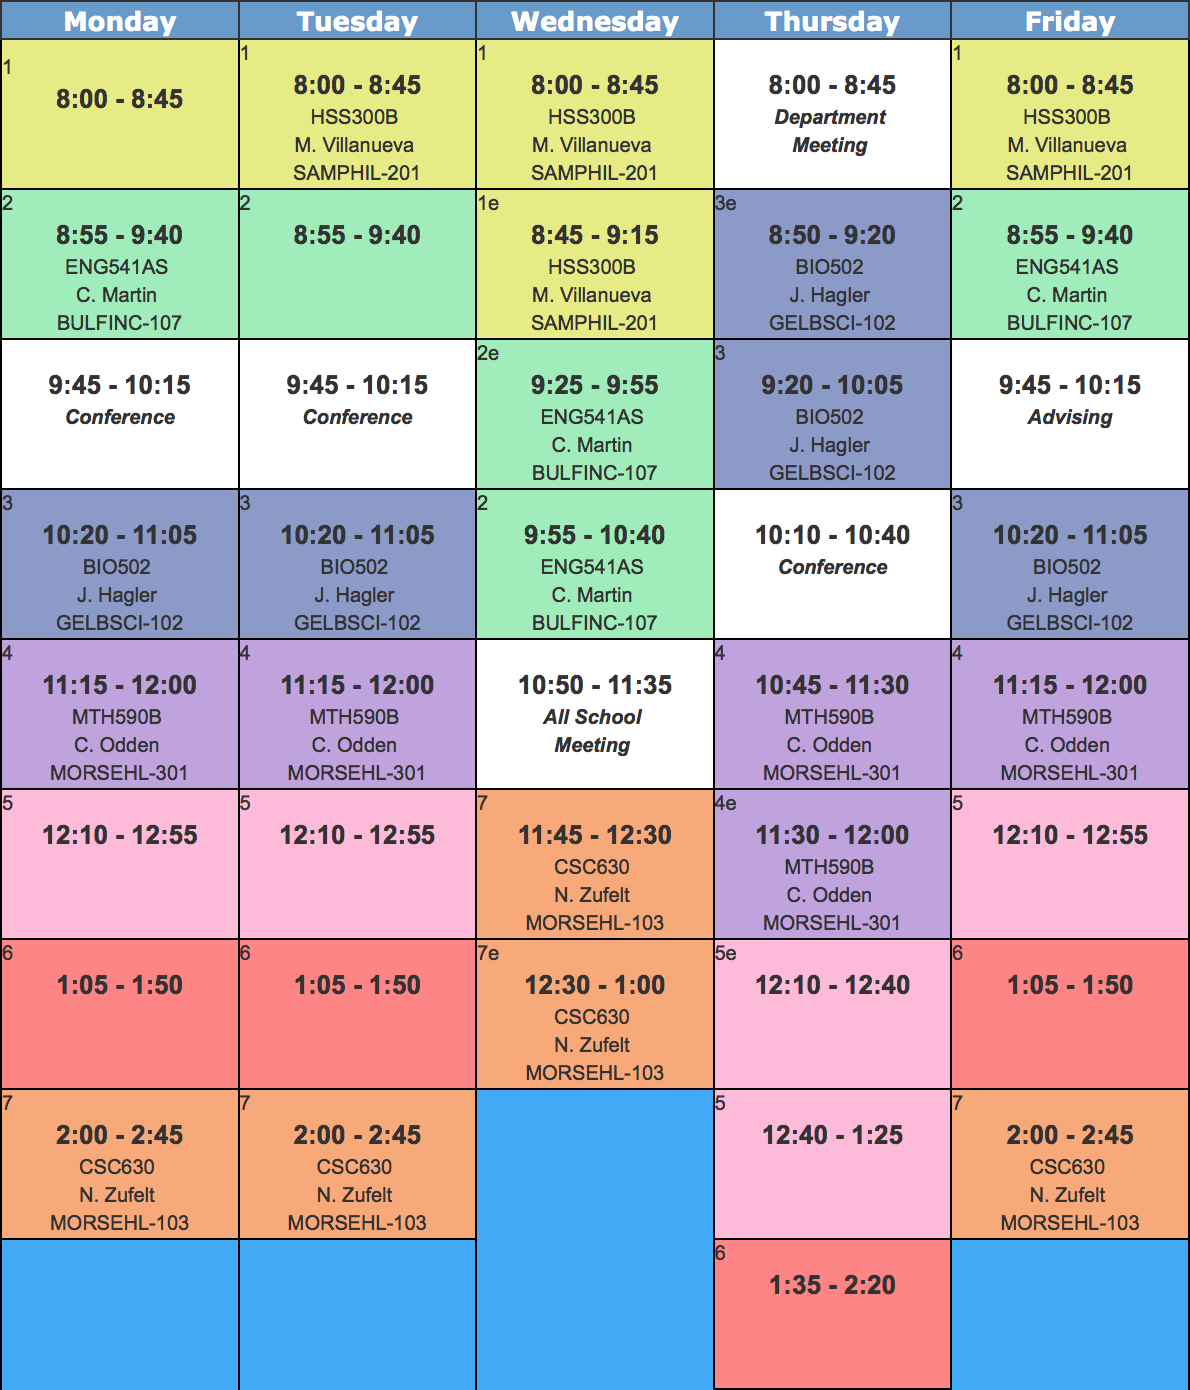 Monday Tuesday Wednesday Thursday Friday
1
8:00 - 8:45
1
8:00 - 8:45
HSS300B
M. Villanueva
SAMPHIL-201
1
8:00 - 8:45
HSS300B
M. Villanueva
SAMPHIL-201
8:00 - 8:45
Department
Meeting
1
8:00 - 8:45
HSS300B
M. Villanueva
SAMPHIL-201
2
8:55 - 9:40
ENG541AS
C. Martin
BULFINC-107
2
8:55 - 9:40
1e
8:45 - 9:15
HSS300B
M. Villanueva
SAMPHIL-201
3e
8:50 - 9:20
BIO502
J. Hagler
GELBSCI-102
2
8:55 - 9:40
ENG541AS
C. Martin
BULFINC-107
9:45 - 10:15
Conference
9:45 - 10:15
Conference
2e
9:25 - 9:55
ENG541AS
C. Martin
BULFINC-107
3
9:20 - 10:05
BIO502
J. Hagler
GELBSCI-102
9:45 - 10:15
Advising
3
10:20 - 11:05
BIO502
J. Hagler
GELBSCI-102
3
10:20 - 11:05
BIO502
J. Hagler
GELBSCI-102
2
9:55 - 10:40
ENG541AS
C. Martin
BULFINC-107
10:10 - 10:40
Conference
3
10:20 - 11:05
BIO502
J. Hagler
GELBSCI-102
4
11:15 - 12:00
MTH590B
C. Odden
MORSEHL-301
4
11:15 - 12:00
MTH590B
C. Odden
MORSEHL-301
10:50 - 11:35
All School
Meeting
4
10:45 - 11:30
MTH590B
C. Odden
MORSEHL-301
4
11:15 - 12:00
MTH590B
C. Odden
MORSEHL-301
5
12:10 - 12:55
5
12:10 - 12:55
7
11:45 - 12:30
CSC630
N. Zufelt
MORSEHL-103
4e
11:30 - 12:00
MTH590B
C. Odden
MORSEHL-301
5
12:10 - 12:55
6
1:05 - 1:50
6
1:05 - 1:50
7e
12:30 - 1:00
CSC630
N. Zufelt
MORSEHL-103
5e
12:10 - 12:40
6
1:05 - 1:50
7
2:00 - 2:45
CSC630
N. Zufelt
MORSEHL-103
7
2:00 - 2:45
CSC630
N. Zufelt
MORSEHL-103
5
12:40 - 1:25
7
2:00 - 2:45
CSC630
N. Zufelt
MORSEHL-103
6
1:35 - 2:20